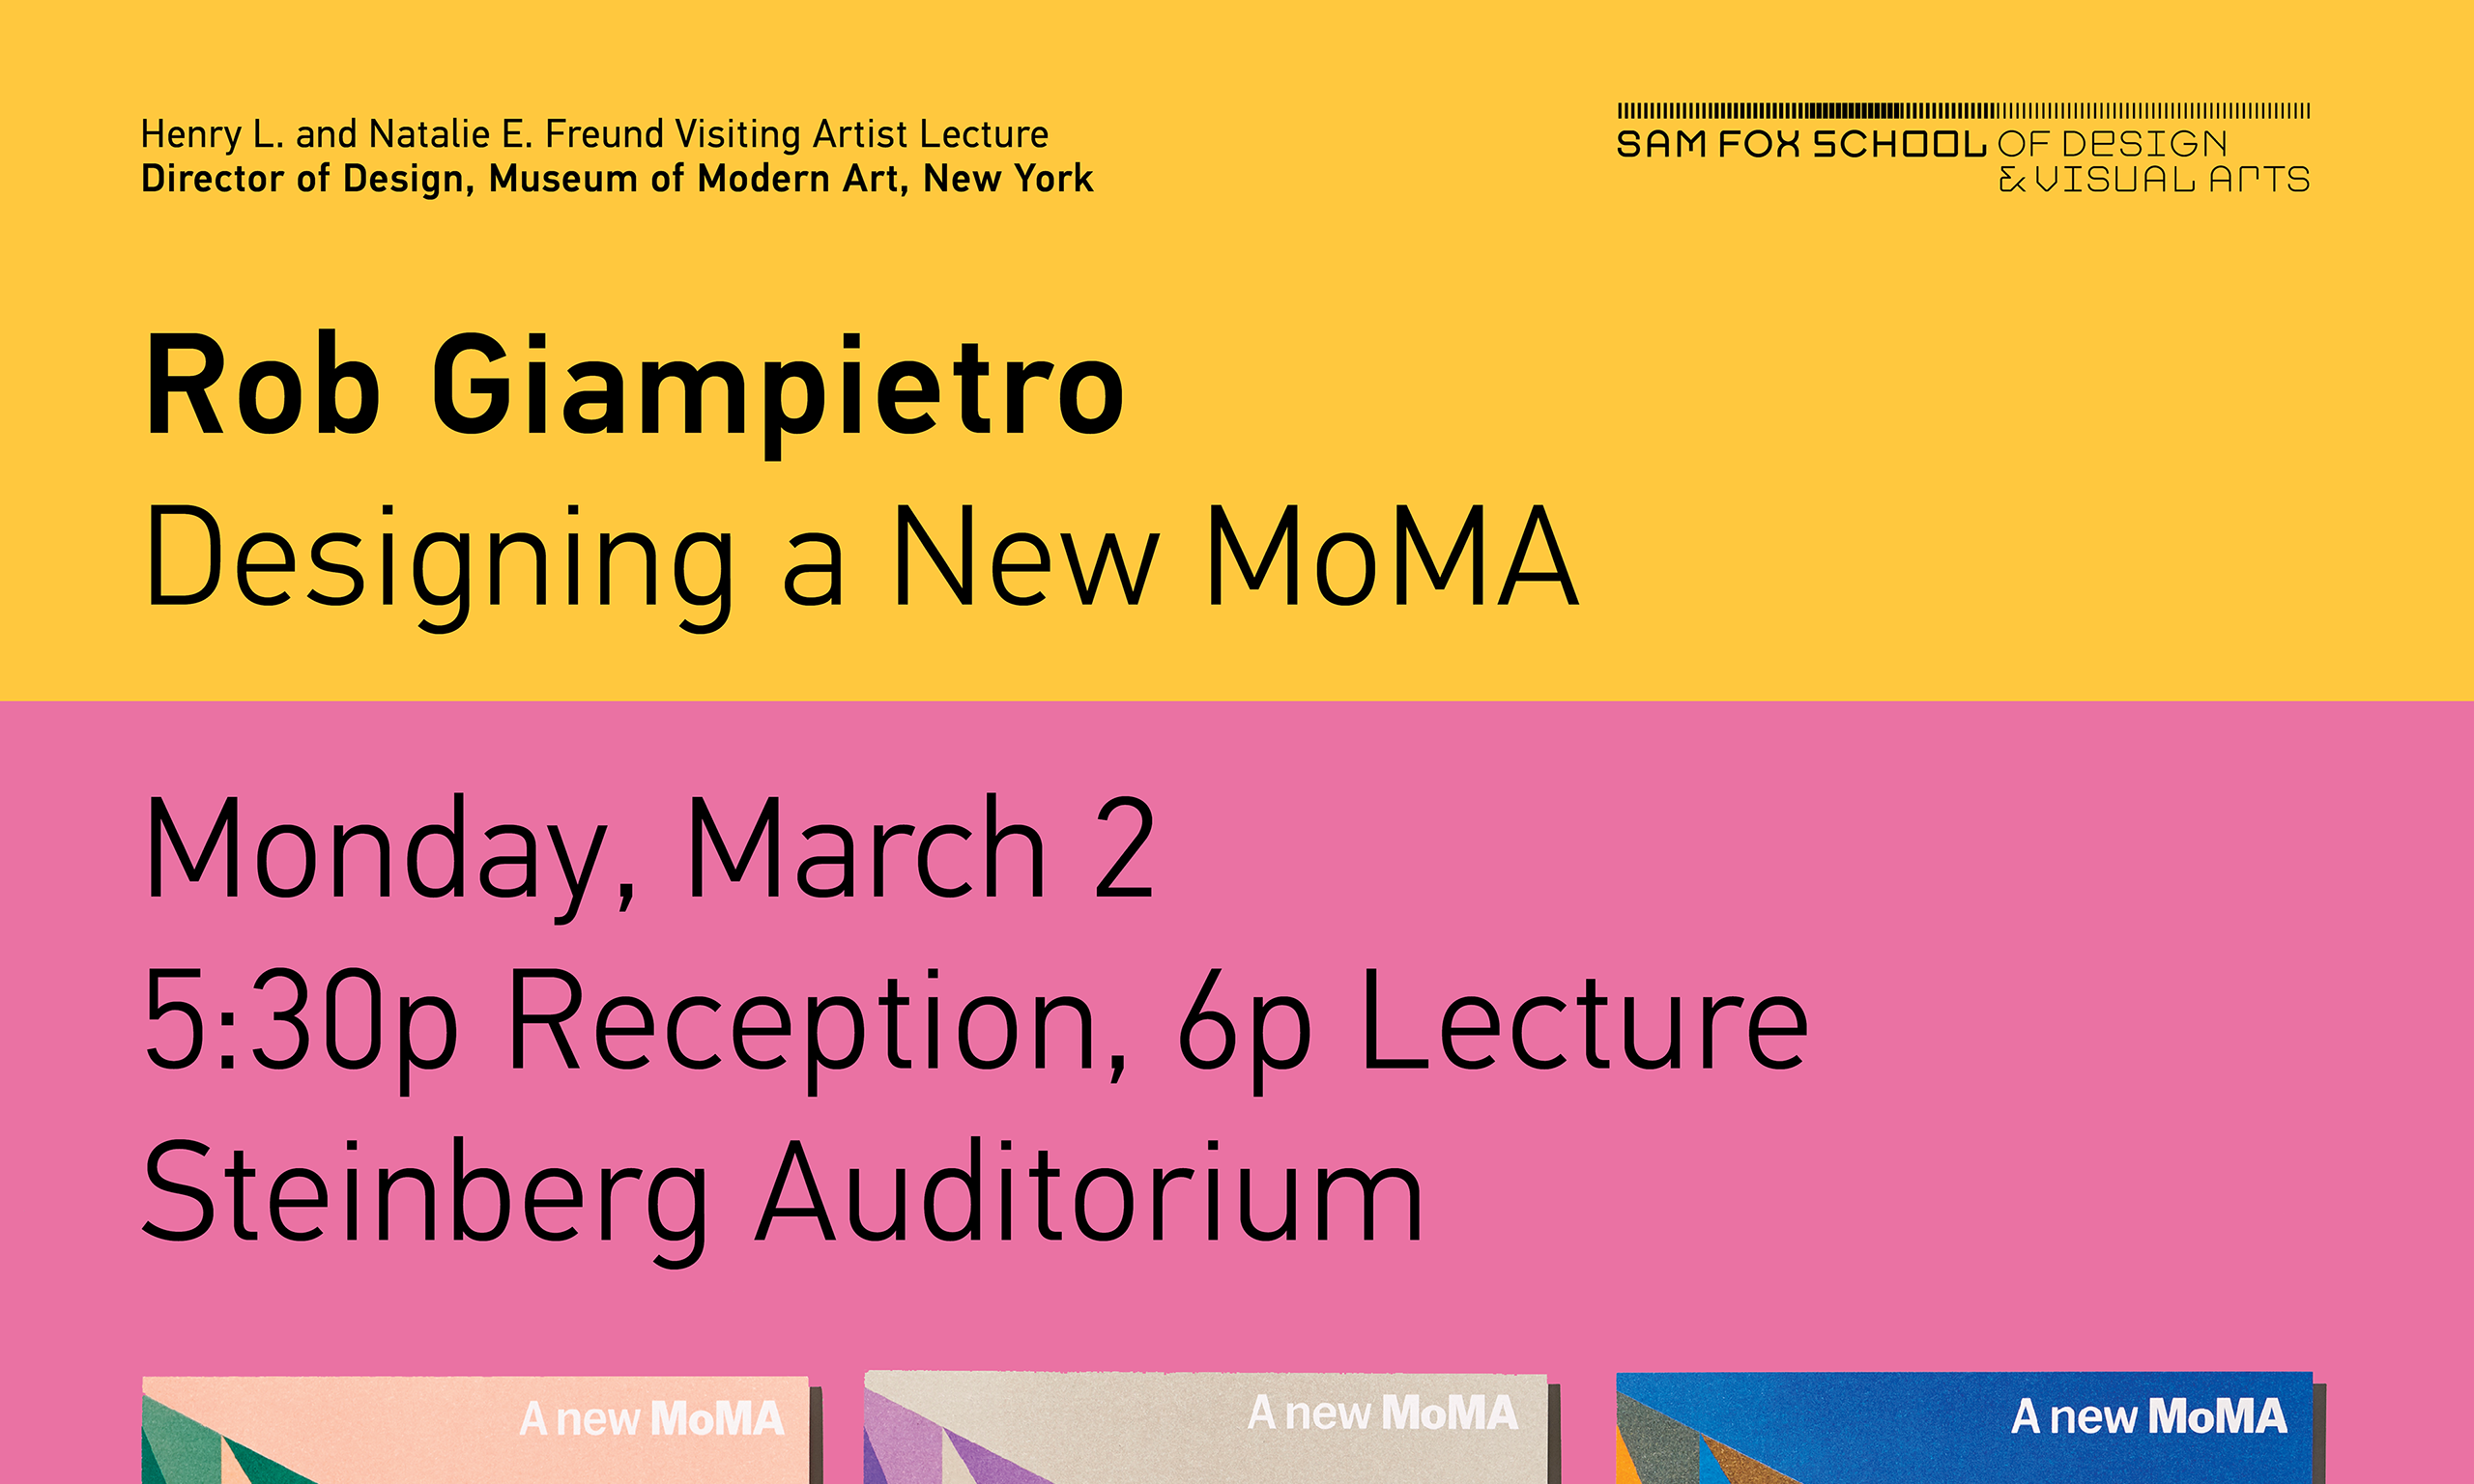 Henry L. and Natalie E. Freund Visiting Artist Lecture
Director of Design, Museum of Modern Art, New York
SAM FOX SCHOOL OF DESIGN
& VISUAL ARTS
Rob Giampietro
Designing a New MoMA
Monday, March 2
5:30p Reception, 6p Lecture
Steinberg Auditorium
A new MoMA
A new MoMA
A new MoMA